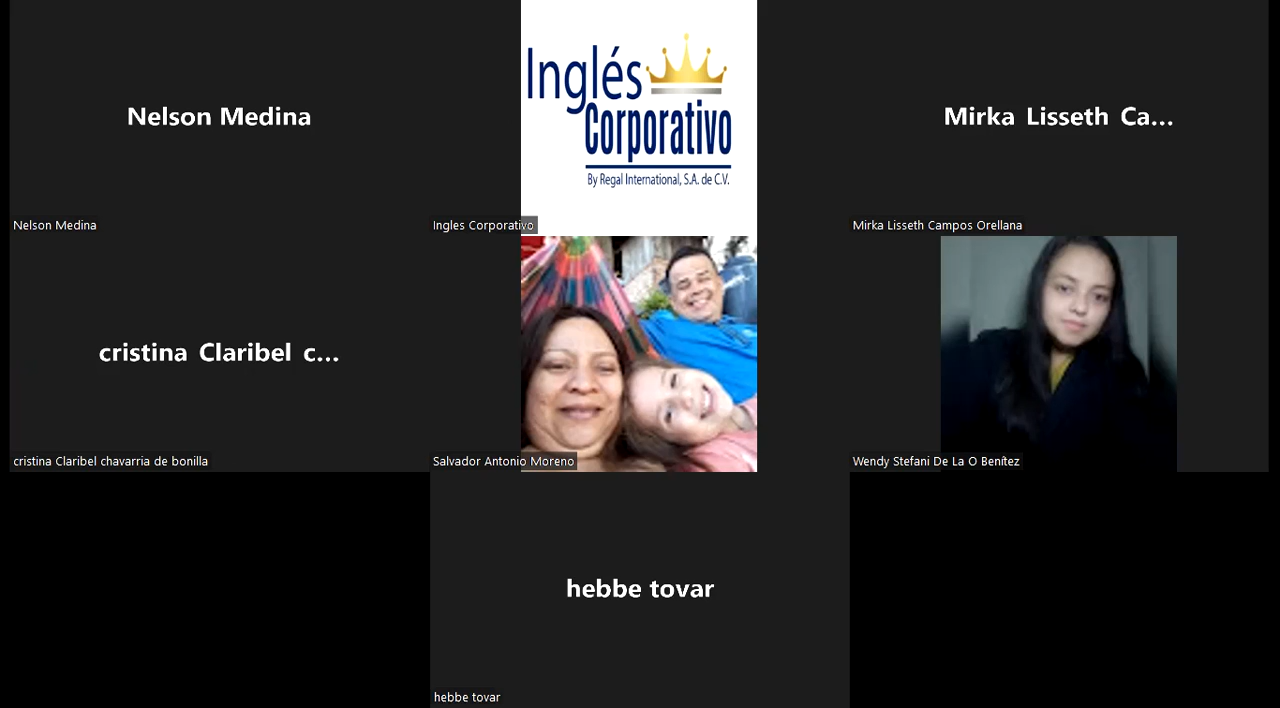 Nelson Medina
Inglés
Corporativo
By Regal International, S.A. de C.V.
Mirka Lisseth Ca...
Nelson Medina
Ingles Corporativo
Mirka Lisseth Campos Orellana
cristina Claribel c...
cristina Claribel chavarria de bonilla
Salvador Antonio Moreno
Wendy Stefani De La O Benítez
hebbe tovar
hebbe tovar